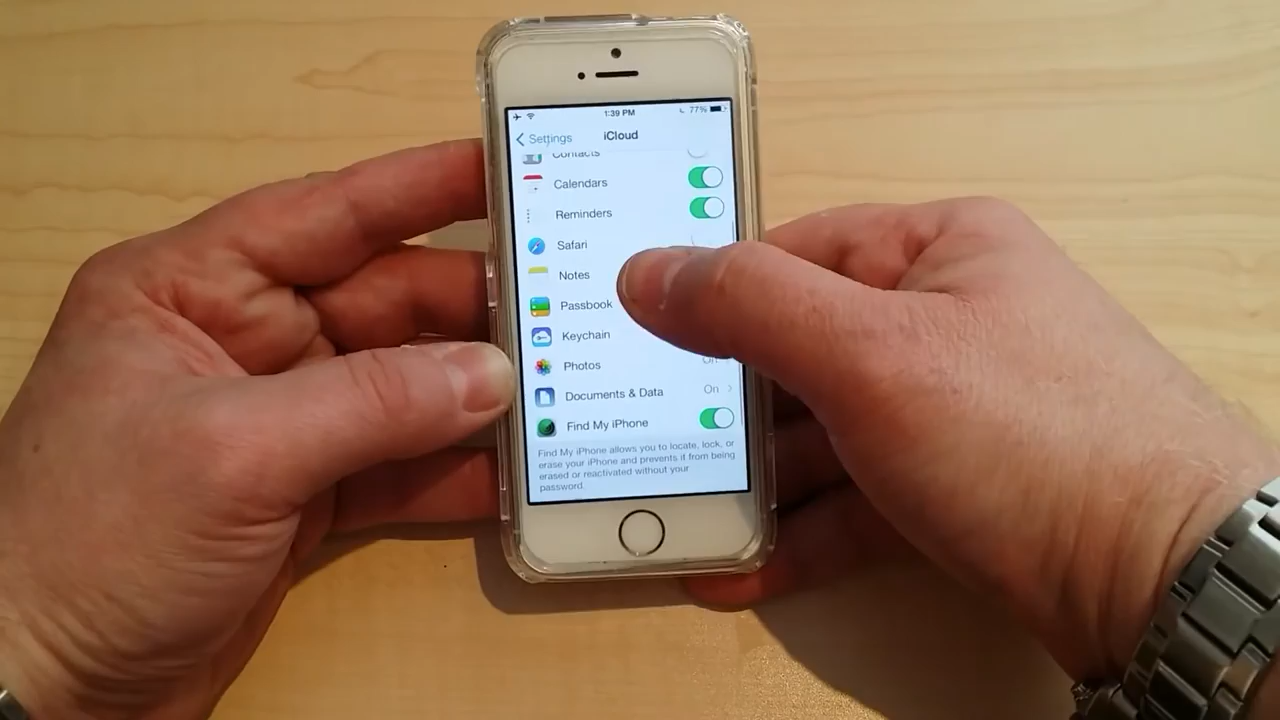 1:39 PM 77%
Settings iCloud
Contacts
Calendars
Reminders
Safari
Notes
Passbook
Keychain
Photos On
Documents & Data On
Find My iPhone
Find My iPhone allows you to locate, lock, or
erase your iPhone and prevents it from being
erased or reactivated without your
password.